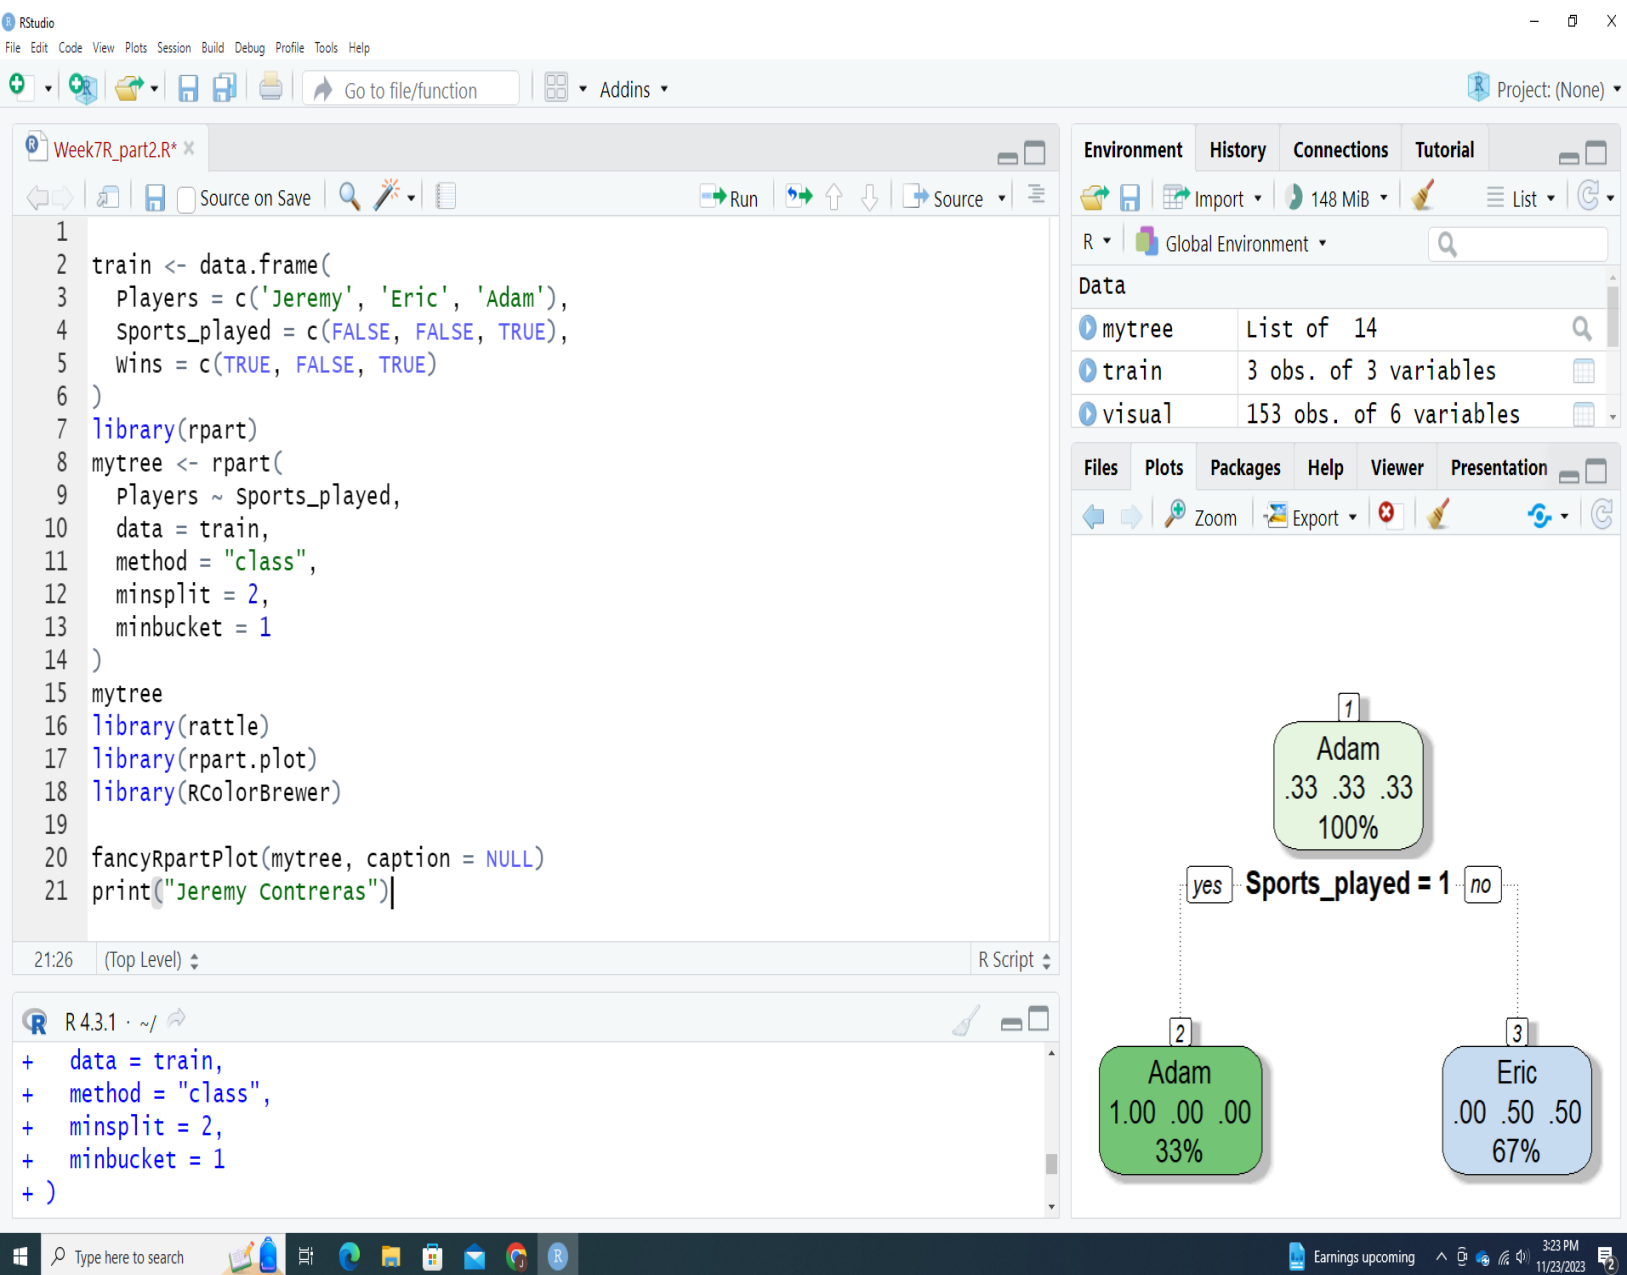 RStudio
File Edit Code View Plots Session Build Debug Profile Tools Help
Go to file/function
Addins
Project: (None)
Week7R_part2.R*
Source on Save
Run
Source
1
2 train <- data.frame(
3 Players = c('Jeremy', 'Eric', 'Adam'),
4 Sports_played = c(FALSE, FALSE, TRUE),
5 Wins = c(TRUE, FALSE, TRUE)
6 )
7 library(rpart)
8 mytree <- rpart(
9 Players ~ Sports_played,
10 data = train,
11 method = "class",
12 minsplit = 2,
13 minbucket = 1
14 )
15 mytree
16 library(rattle)
17 library(rpart.plot)
18 library(RColorBrewer)
19
20 fancyRpartPlot(mytree, caption = NULL)
21 print("Jeremy Contreras")
21:26 (Top Level) R Script
R 4.3.1 · ~/
+ data = train,
+ method = "class",
+ minsplit = 2,
+ minbucket = 1
+ )
Environment History Connections Tutorial
Import 148 MiB List
R Global Environment
Data
mytree List of 14
train 3 obs. of 3 variables
visual 153 obs. of 6 variables
Files Plots Packages Help Viewer Presentation
Zoom Export
1
Adam
.33 .33 .33
100%
yes Sports_played = 1 no
2
Adam
1.00 .00 .00
33%
3
Eric
.00 .50 .50
67%
Type here to search
Earnings upcoming
3:23 PM
11/23/2023
2